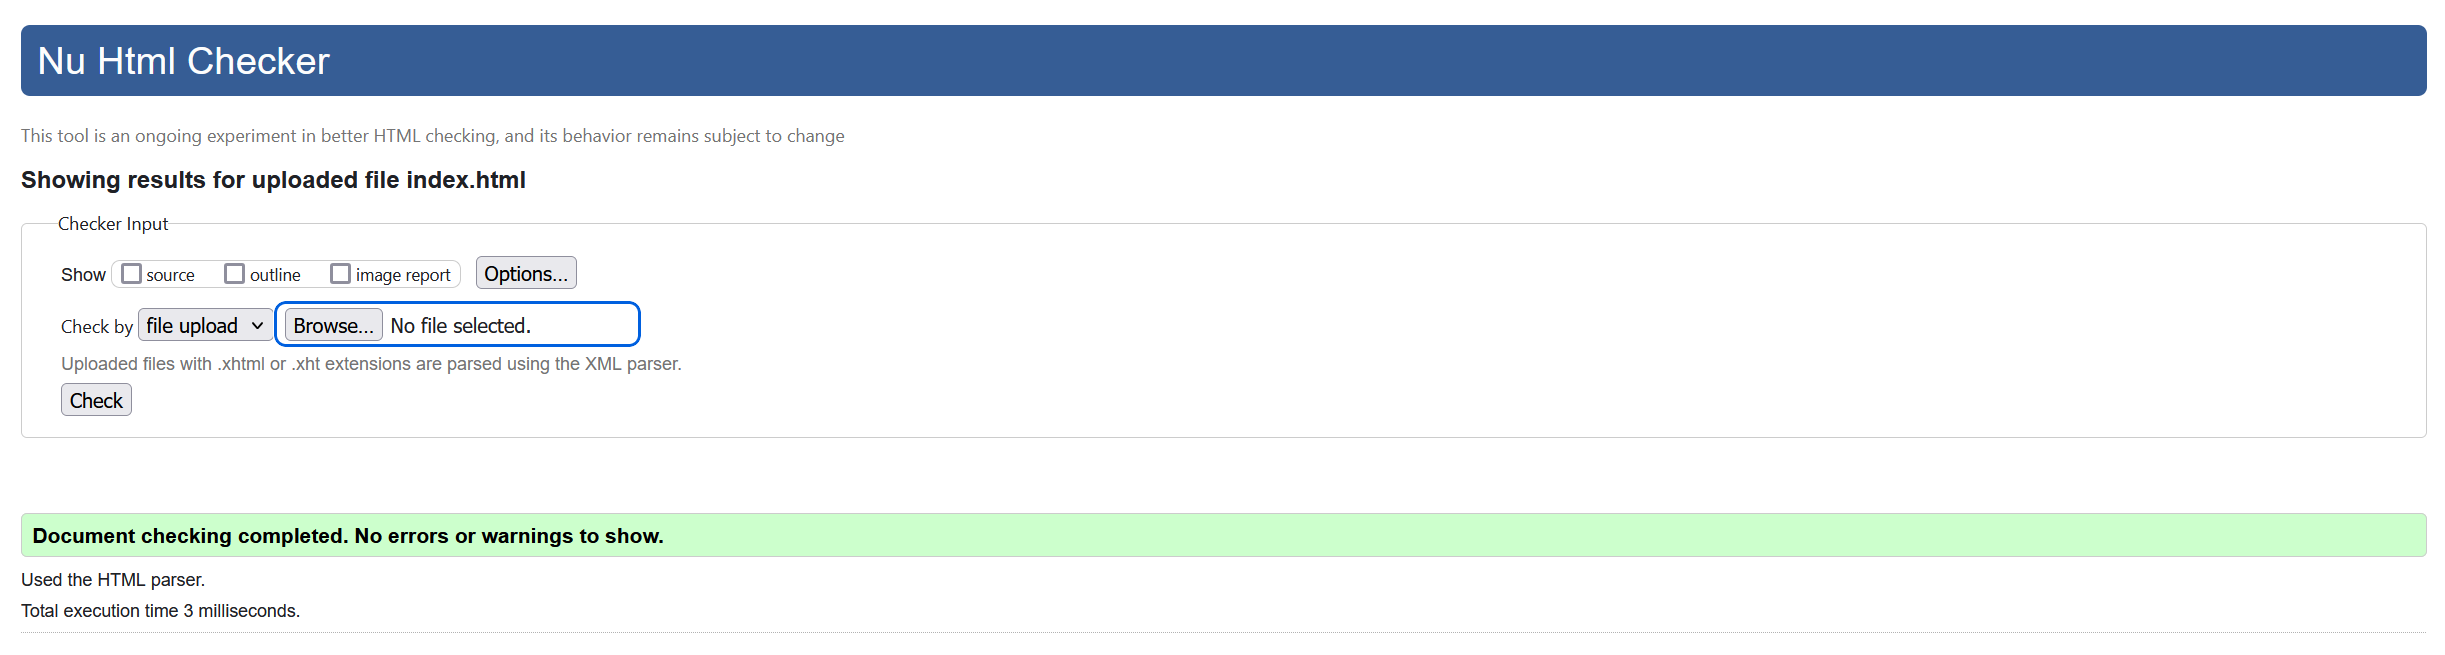 Nu Html Checker
This tool is an ongoing experiment in better HTML checking, and its behavior remains subject to change
Showing results for uploaded file index.html
Checker Input
Show source outline image report Options...
Check by file upload Browse... No file selected.
Uploaded files with .xhtml or .xht extensions are parsed using the XML parser.
Check
Document checking completed. No errors or warnings to show.
Used the HTML parser.
Total execution time 3 milliseconds.